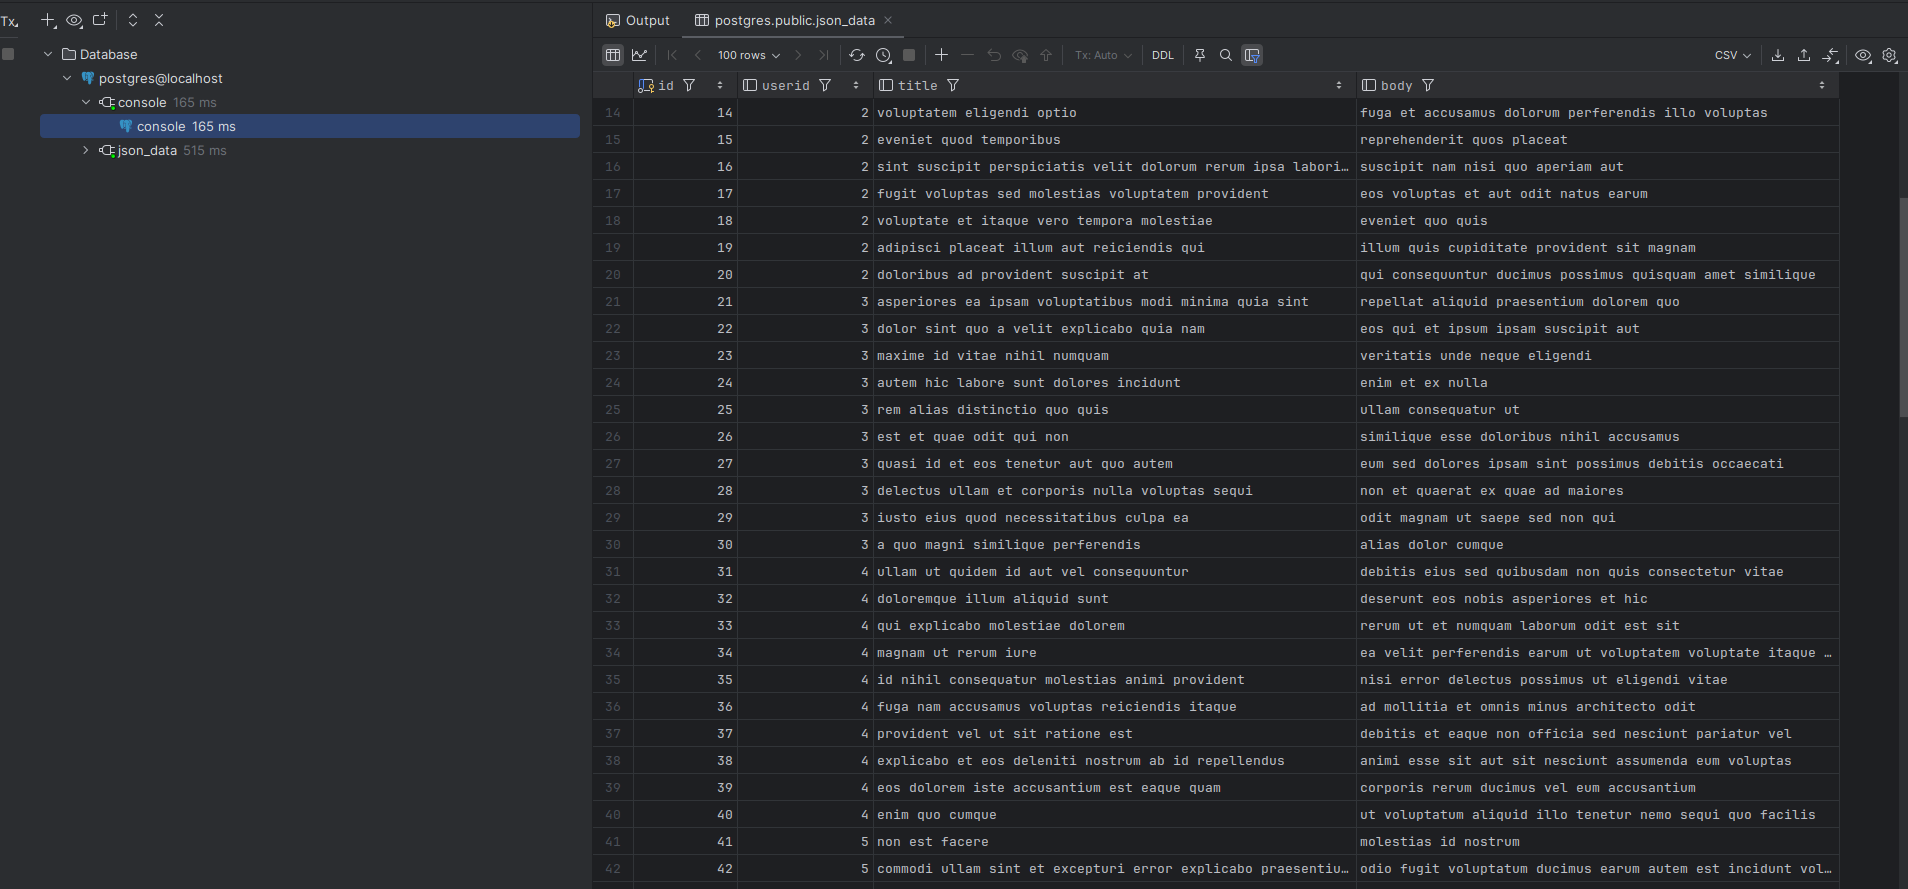 Tx
Output
postgres.public.json_data
Database
postgres@localhost
console 165 ms
console 165 ms
json_data 515 ms
100 rows
Tx: Auto
DDL
CSV
id userid title body
14 14 2 voluptatem eligendi optio fuga et accusamus dolorum perferendis illo voluptas
15 15 2 eveniet quod temporibus reprehenderit quos placeat
16 16 2 sint suscipit perspiciatis velit dolorum rerum ipsa labori… suscipit nam nisi quo aperiam aut
17 17 2 fugit voluptas sed molestias voluptatem provident eos voluptas et aut odit natus earum
18 18 2 voluptate et itaque vero tempora molestiae eveniet quo quis
19 19 2 adipisci placeat illum aut reiciendis qui illum quis cupiditate provident sit magnam
20 20 2 doloribus ad provident suscipit at qui consequuntur ducimus possimus quisquam amet similique
21 21 3 asperiores ea ipsam voluptatibus modi minima quia sint repellat aliquid praesentium dolorem quo
22 22 3 dolor sint quo a velit explicabo quia nam eos qui et ipsum ipsam suscipit aut
23 23 3 maxime id vitae nihil numquam veritatis unde neque eligendi
24 24 3 autem hic labore sunt dolores incidunt enim et ex nulla
25 25 3 rem alias distinctio quo quis ullam consequatur ut
26 26 3 est et quae odit qui non similique esse doloribus nihil accusamus
27 27 3 quasi id et eos tenetur aut quo autem eum sed dolores ipsam sint possimus debitis occaecati
28 28 3 delectus ullam et corporis nulla voluptas sequi non et quaerat ex quae ad maiores
29 29 3 iusto eius quod necessitatibus culpa ea odit magnam ut saepe sed non qui
30 30 3 a quo magni similique perferendis alias dolor cumque
31 31 4 ullam ut quidem id aut vel consequuntur debitis eius sed quibusdam non quis consectetur vitae
32 32 4 doloremque illum aliquid sunt deserunt eos nobis asperiores et hic
33 33 4 qui explicabo molestiae dolorem rerum ut et numquam laborum odit est sit
34 34 4 magnam ut rerum iure ea velit perferendis earum ut voluptatem voluptate itaque …
35 35 4 id nihil consequatur molestias animi provident nisi error delectus possimus ut eligendi vitae
36 36 4 fuga nam accusamus voluptas reiciendis itaque ad mollitia et omnis minus architecto odit
37 37 4 provident vel ut sit ratione est debitis et eaque non officia sed nesciunt pariatur vel
38 38 4 explicabo et eos deleniti nostrum ab id repellendus animi esse sit aut sit nesciunt assumenda eum voluptas
39 39 4 eos dolorem iste accusantium est eaque quam corporis rerum ducimus vel eum accusantium
40 40 4 enim quo cumque ut voluptatum aliquid illo tenetur nemo sequi quo facilis
41 41 5 non est facere molestias id nostrum
42 42 5 commodi ullam sint et excepturi error explicabo praesentiu… odio fugit voluptatum ducimus earum autem est incidunt vol…